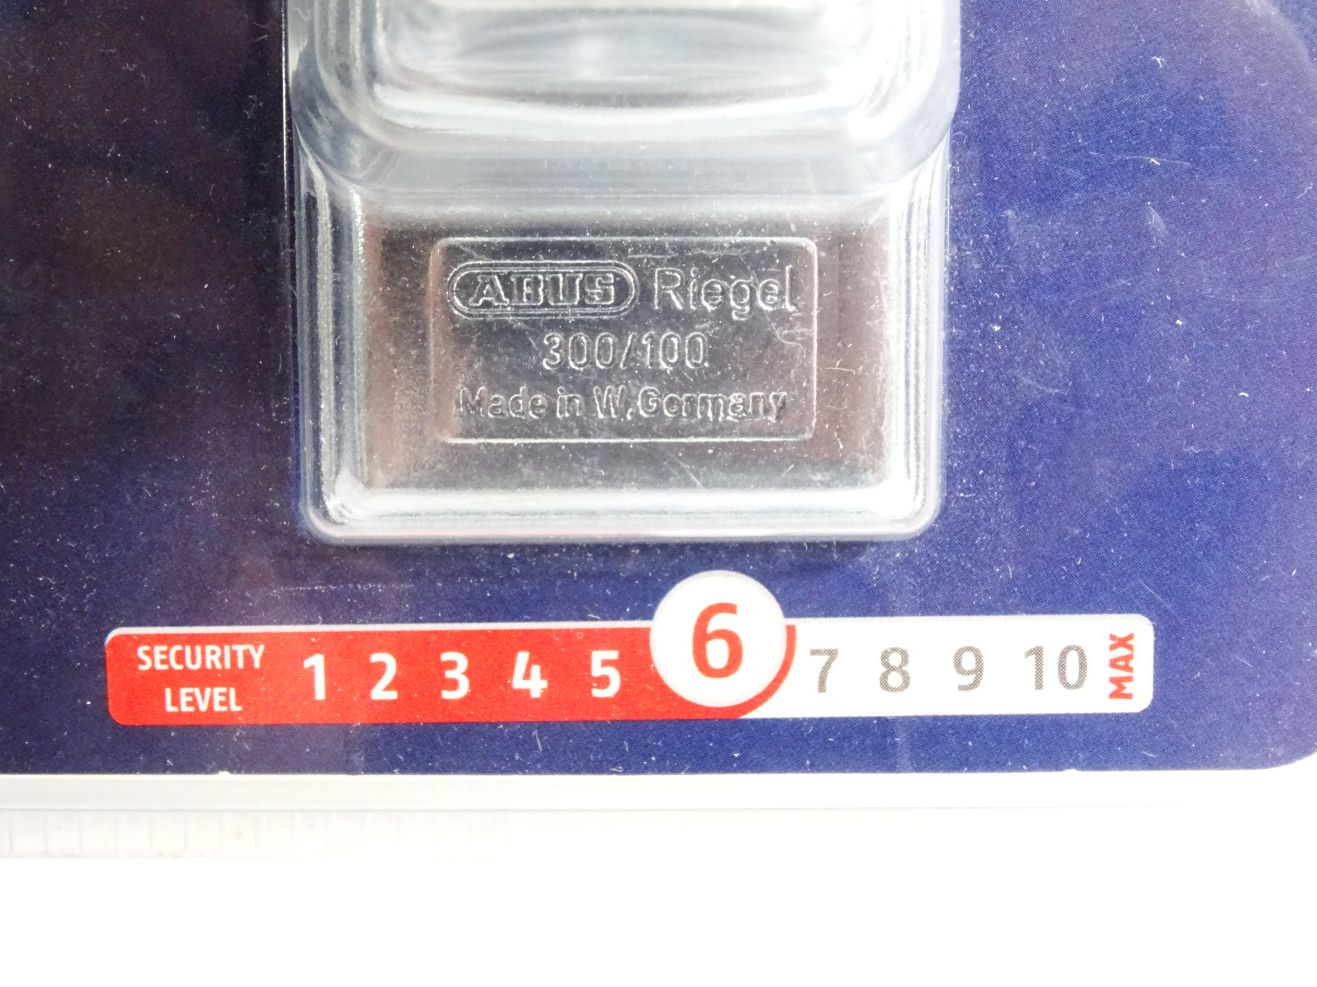 ABUS Riegel
300/100
Made in W.Germany
SECURITY LEVEL 1 2 3 4 5 6 7 8 9 10 MAX